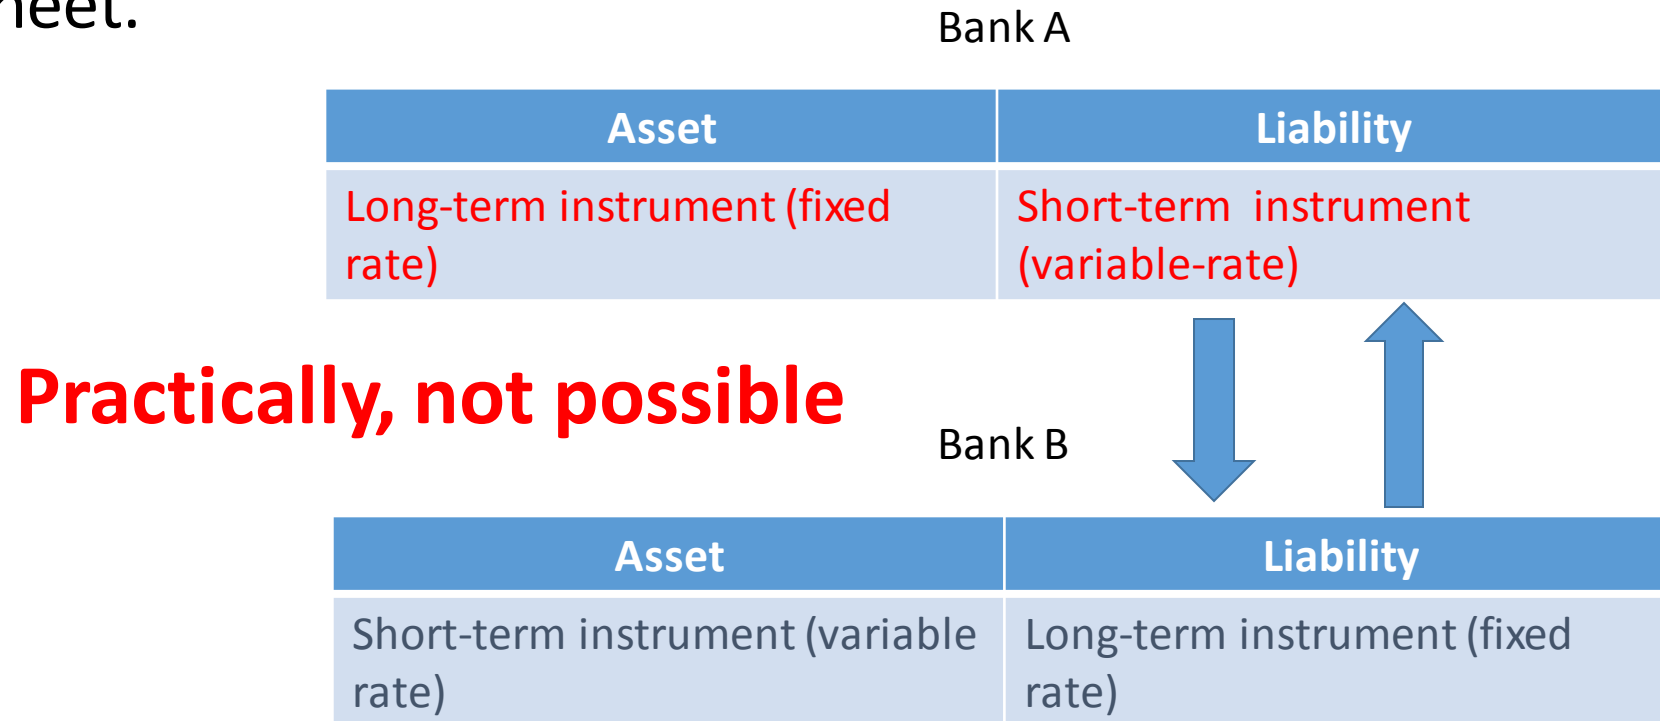 Bank A
Asset Liability
Long-term instrument (fixed Short-term instrument
rate) (variable-rate)
Practically, not possible
Bank B
Asset Liability
Short-term instrument (variable Long-term instrument (fixed
rate) rate)